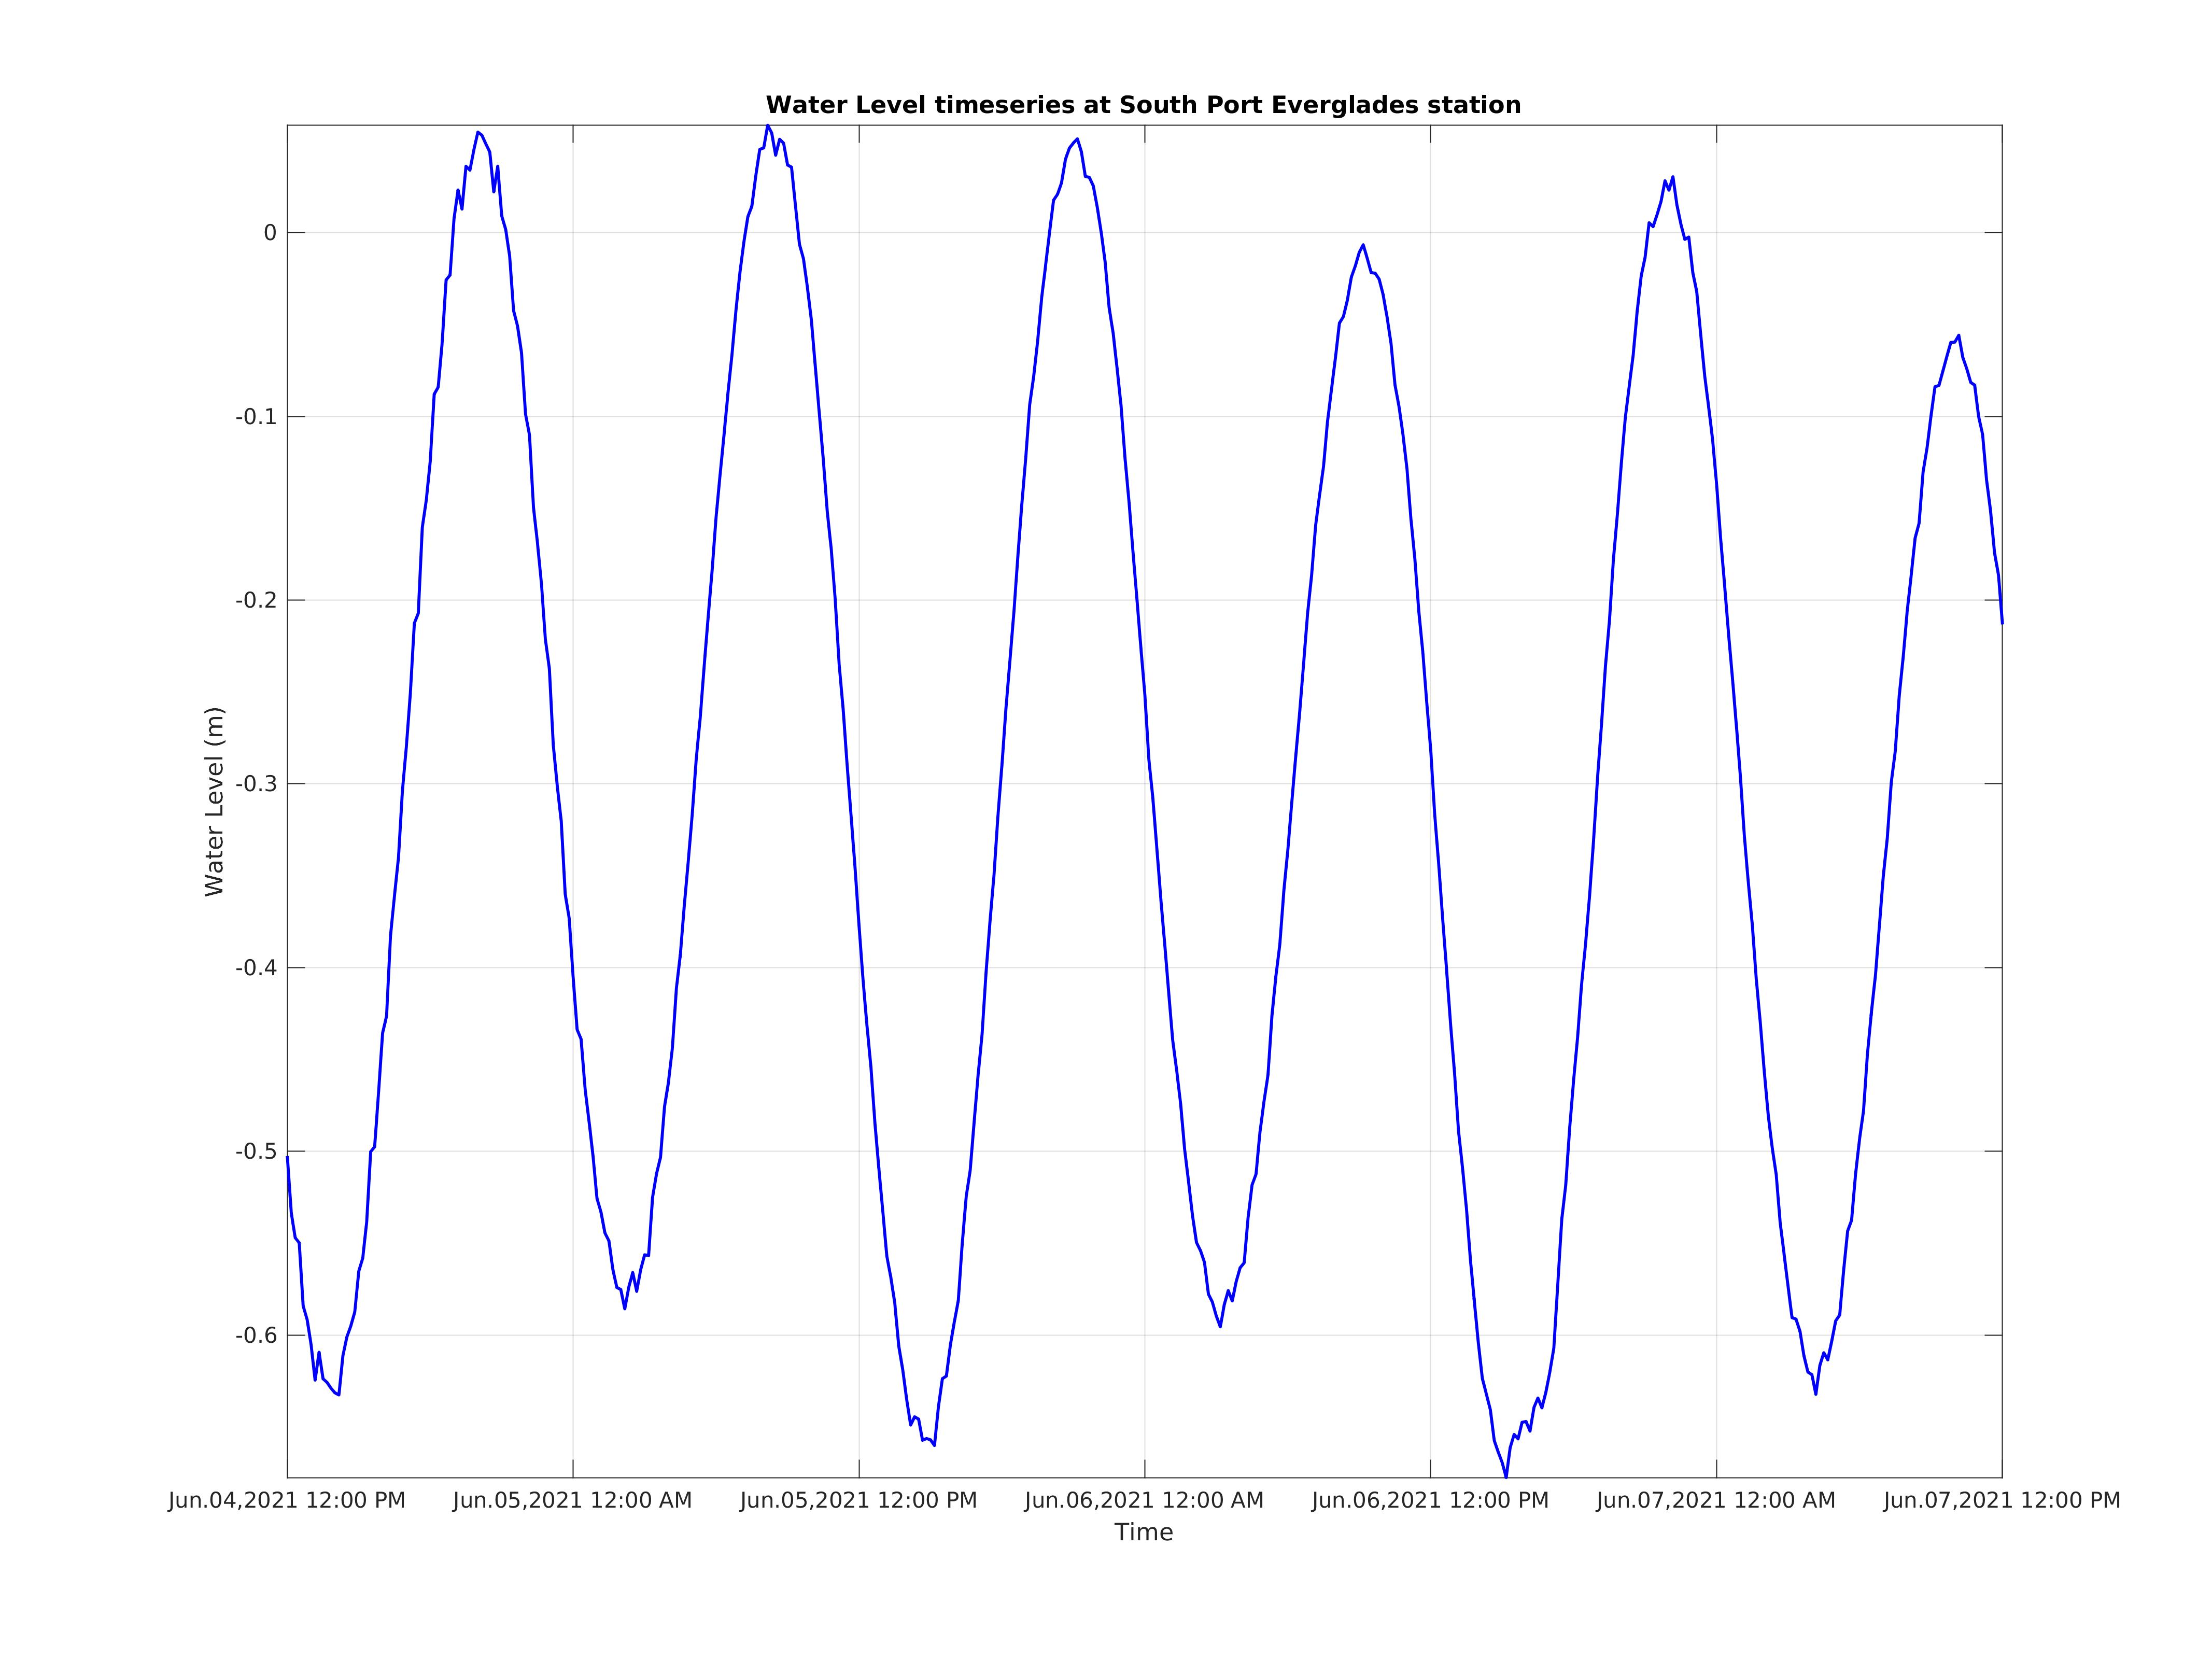 Water Level timeseries at South Port Everglades station
0
-0.1
-0.2
-0.3
-0.4
-0.5
-0.6
Water Level (m)
Jun.04,2021 12:00 PM Jun.05,2021 12:00 AM Jun.05,2021 12:00 PM Jun.06,2021 12:00 AM Jun.06,2021 12:00 PM Jun.07,2021 12:00 AM Jun.07,2021 12:00 PM
Time